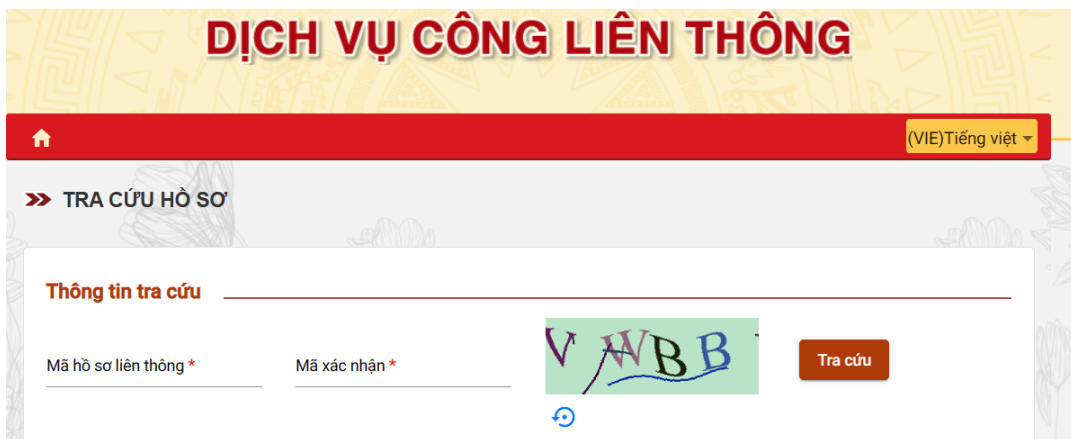 DỊCH VỤ CÔNG LIÊN THÔNG
(VIE)Tiếng việt
TRA CỨU HỒ SƠ
Thông tin tra cứu
Mã hồ sơ liên thông *
Mã xác nhận *
Tra cứu